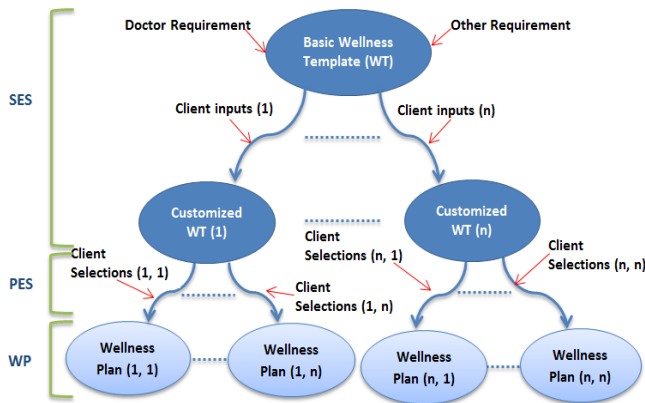 Doctor Requirement
Other Requirement
Basic Wellness
Template (WT)
SES
Client inputs (1)
Client inputs (n)
Customized
WT (1)
Customized
WT (n)
Client
Selections (1, 1)
Client
Selections (n, 1)
Client
Selections (n, n)
PES
Client
Selections (1, n)
WP
Wellness
Plan (1, 1)
Wellness
Plan (1, n)
Wellness
Plan (n, 1)
Wellness
Plan (n, n)